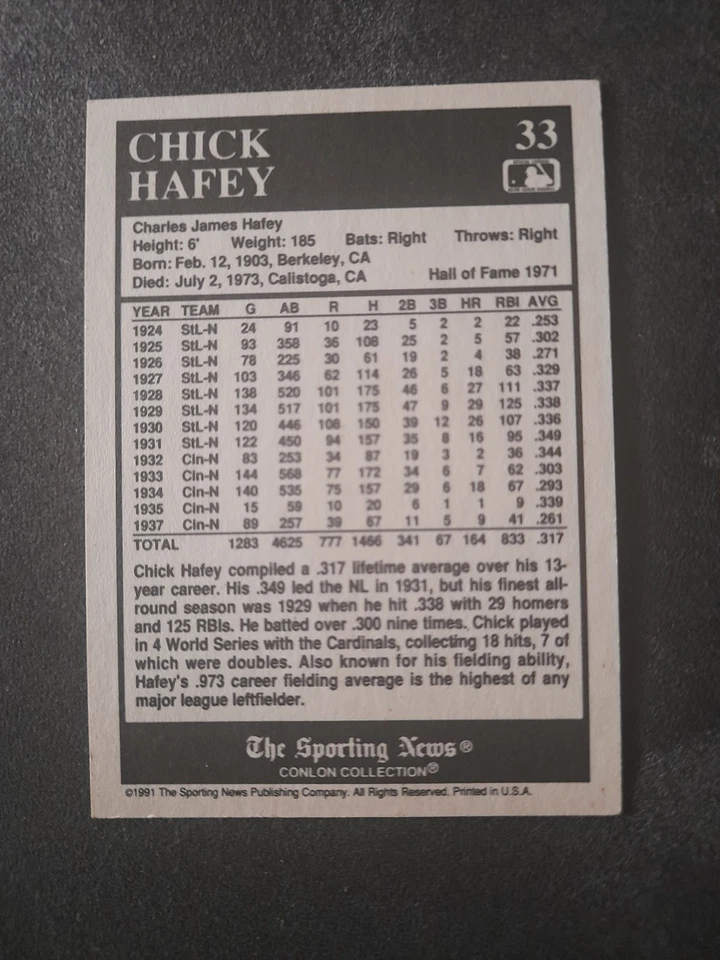 CHICK
HAFEY
33
Charles James Hafey
Height: 6' Weight: 185 Bats: Right Throws: Right
Born: Feb. 12, 1903, Berkeley, CA
Died: July 2, 1973, Calistoga, CA Hall of Fame 1971
YEAR TEAM G AB R H 2B 3B HR RBI AVG
1924 StL-N 24 91 10 23 5 2 2 22 .253
1925 StL-N 93 358 36 108 25 2 5 57 .302
1926 StL-N 78 225 30 61 19 2 4 38 .271
1927 StL-N 103 346 62 114 26 5 18 63 .329
1928 StL-N 138 520 101 175 46 6 27 111 .337
1929 StL-N 134 517 101 175 47 9 29 125 .338
1930 StL-N 120 446 108 150 39 12 26 107 .336
1931 StL-N 122 450 94 157 35 8 16 95 .349
1932 Cin-N 83 253 34 87 19 3 2 36 .344
1933 Cin-N 144 568 77 172 34 6 7 62 .303
1934 Cin-N 140 535 75 157 29 6 18 67 .293
1935 Cin-N 15 59 10 20 6 1 1 9 .339
1937 Cin-N 89 257 39 67 11 5 9 41 .261
TOTAL 1283 4625 777 1466 341 67 164 833 .317
Chick Hafey compiled a .317 lifetime average over his 13-
year career. His .349 led the NL in 1931, but his finest all-
round season was 1929 when he hit .338 with 29 homers
and 125 RBIs. He batted over .300 nine times. Chick played
in 4 World Series with the Cardinals, collecting 18 hits, 7 of
which were doubles. Also known for his fielding ability,
Hafey's .973 career fielding average is the highest of any
major league leftfielder.
The Sporting News®
CONLON COLLECTION®
©1991 The Sporting News Publishing Company. All Rights Reserved. Printed in U.S.A.